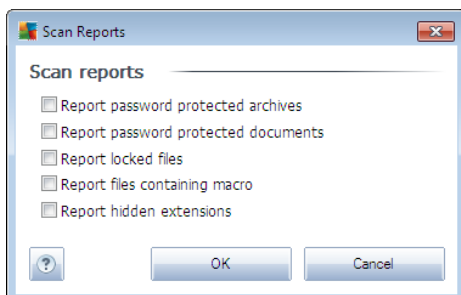 Scan Reports
Scan reports
Report password protected archives
Report password protected documents
Report locked files
Report files containing macro
Report hidden extensions
?
OK
Cancel